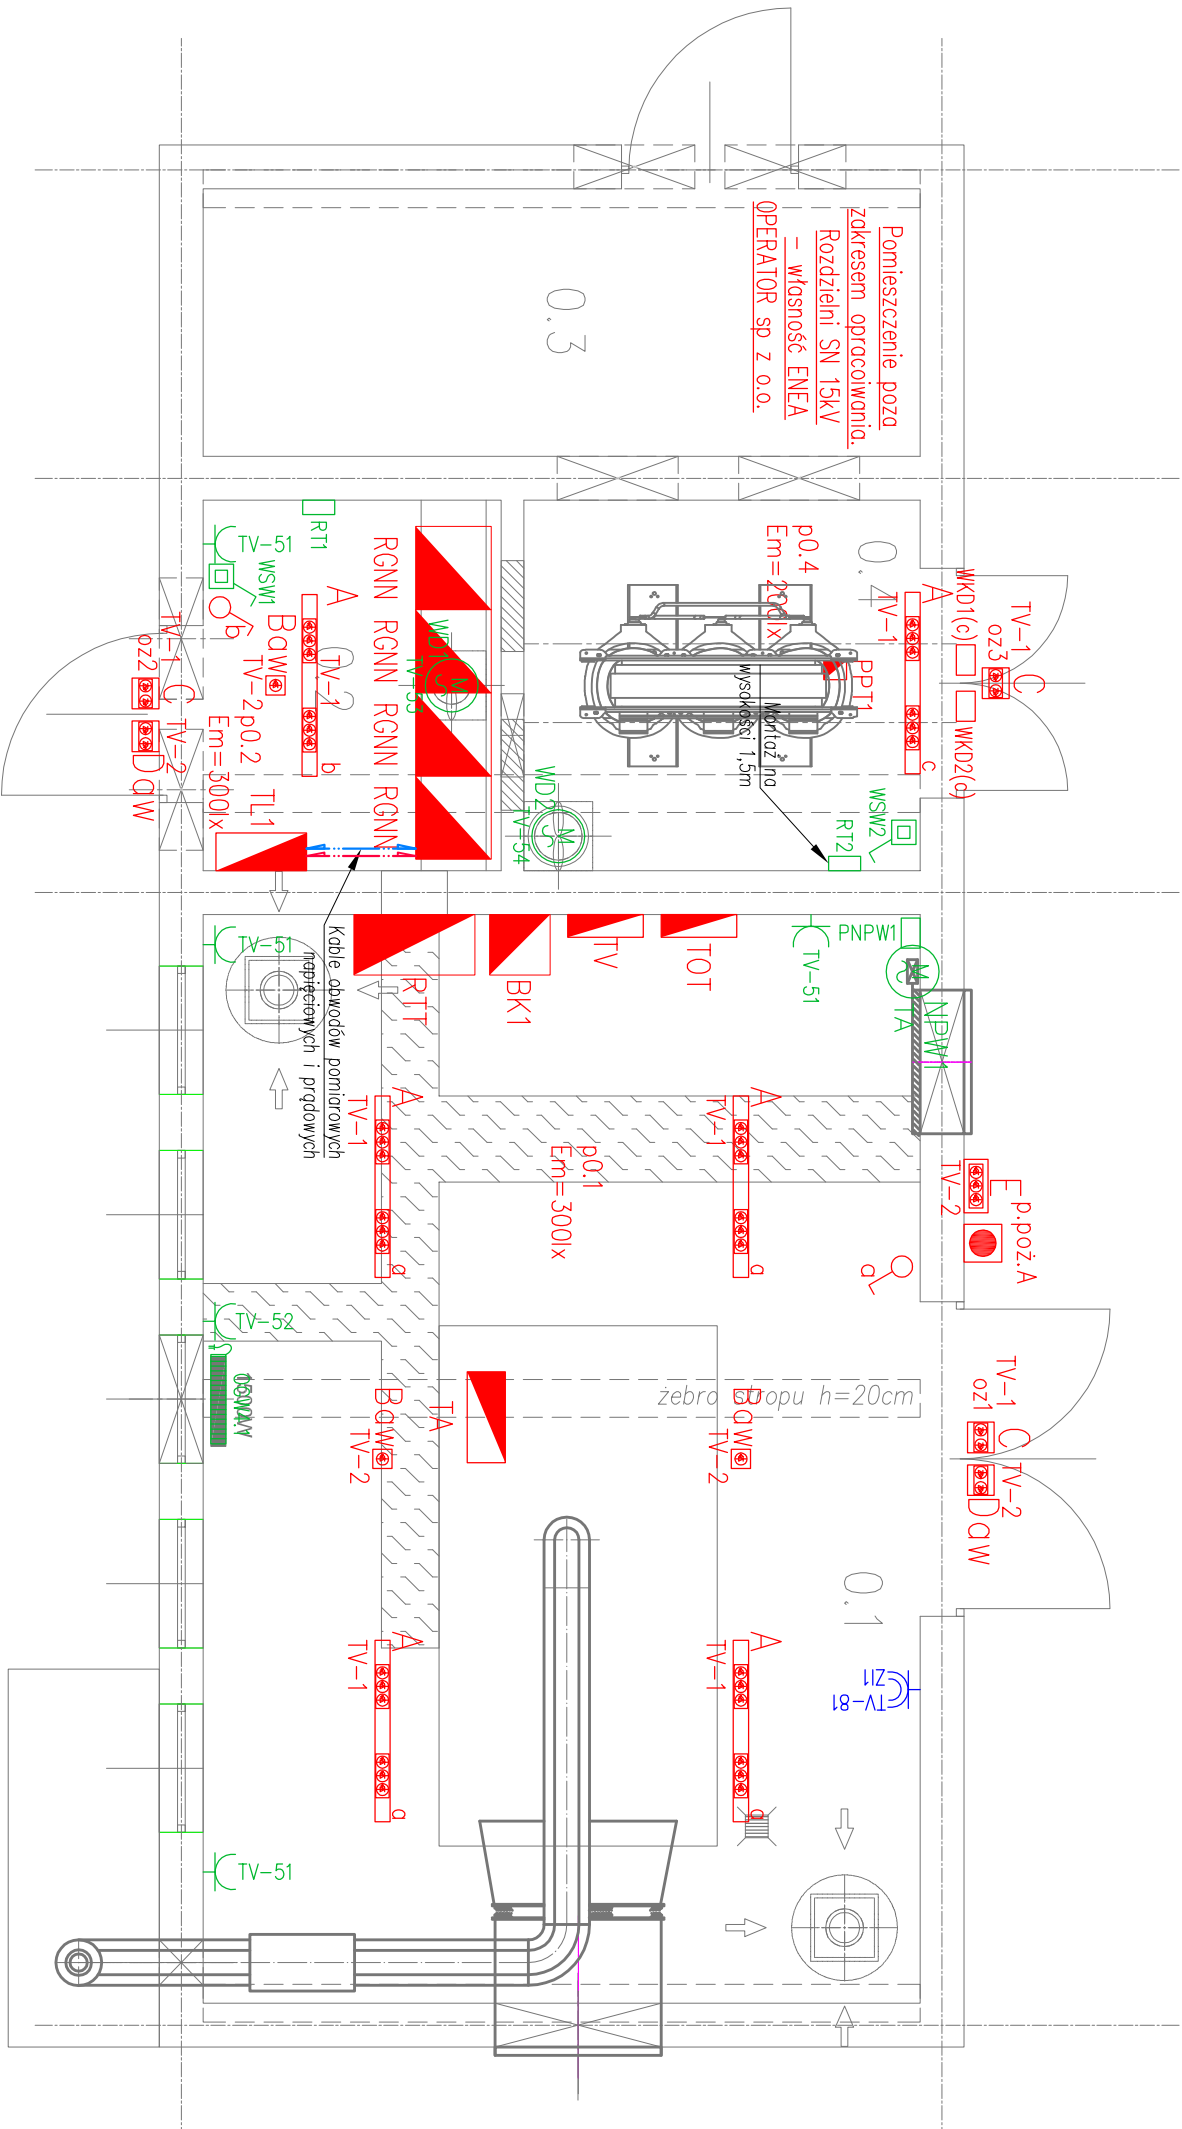 Pomieszczenie poza
zakresem opracoiwania.
Rozdzielni SN 15kV
- własność ENEA
OPERATOR sp z o.o.
0.3
p0.4
Em=200lx
A
TV-1
c
WKD1(c)
WKD2(c)
TV-1
oz3
C
PPT1
Montaż na
wysokości 1,5m
WSW2
RT2
RT1
TV-51
WSW1
b
A
TV-1
b
Baw
TV-2
p0.2
Em=300lx
RGNN
RGNN
RGNN
RGNN
WD1
M
TV-53
WD2
M
TV-54
TV-1
oz2
C
TV-2
Daw
TL1
Kable obwodów pomiarowych
napięciowych i prądowych
TV-51
RTT
BK1
TV
TOT
TV-51
PNPW1
M
TA
NPW1
A
TV-1
a
A
TV-1
a
p0.1
Em=300lx
E
TV-2
p.poż.A
a
TV-52
TA
Baw
TV-2
Baw
TV-2
żebro stropu h=20cm
TV-1
oz1
C
TV-2
Daw
0.1
TV-81
ZI1
A
TV-1
a
A
TV-1
a
TV-51